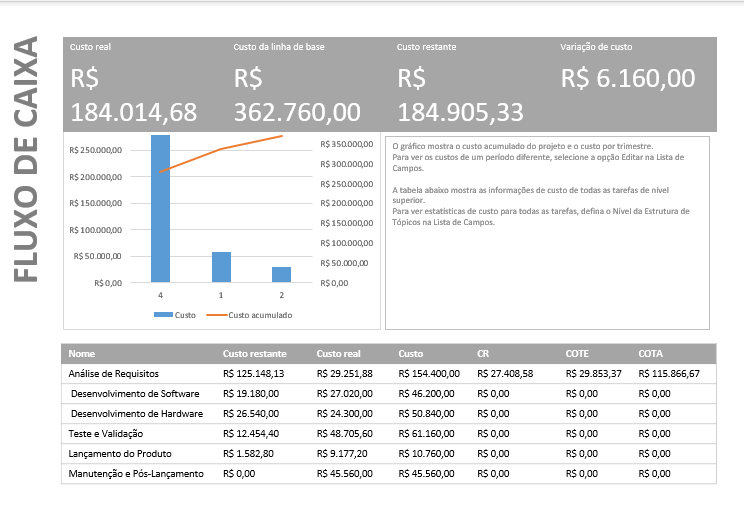 FLUXO DE CAIXA
Custo real
R$
184.014,68
Custo da linha de base
R$
362.760,00
Custo restante
R$
184.905,33
Variação de custo
R$ 6.160,00
R$ 250.000,00
R$ 200.000,00
R$ 150.000,00
R$ 100.000,00
R$ 50.000,00
R$ 0,00
R$ 350.000,00
R$ 300.000,00
R$ 250.000,00
R$ 200.000,00
R$ 150.000,00
R$ 100.000,00
R$ 50.000,00
R$ 0,00
4 1 2
Custo Custo acumulado
O gráfico mostra o custo acumulado do projeto e o custo por trimestre.
Para ver os custos de um período diferente, selecione a opção Editar na Lista de
Campos.
A tabela abaixo mostra as informações de custo de todas as tarefas de nível
superior.
Para ver estatísticas de custo para todas as tarefas, defina o Nível da Estrutura de
Tópicos na Lista de Campos.
Nome Custo restante Custo real Custo CR COTE COTA
Análise de Requisitos R$ 125.148,13 R$ 29.251,88 R$ 154.400,00 R$ 27.408,58 R$ 29.853,37 R$ 115.866,67
Desenvolvimento de Software R$ 19.180,00 R$ 27.020,00 R$ 46.200,00 R$ 0,00 R$ 0,00 R$ 0,00
Desenvolvimento de Hardware R$ 26.540,00 R$ 24.300,00 R$ 50.840,00 R$ 0,00 R$ 0,00 R$ 0,00
Teste e Validação R$ 12.454,40 R$ 48.705,60 R$ 61.160,00 R$ 0,00 R$ 0,00 R$ 0,00
Lançamento do Produto R$ 1.582,80 R$ 9.177,20 R$ 10.760,00 R$ 0,00 R$ 0,00 R$ 0,00
Manutenção e Pós-Lançamento R$ 0,00 R$ 45.560,00 R$ 45.560,00 R$ 0,00 R$ 0,00 R$ 0,00